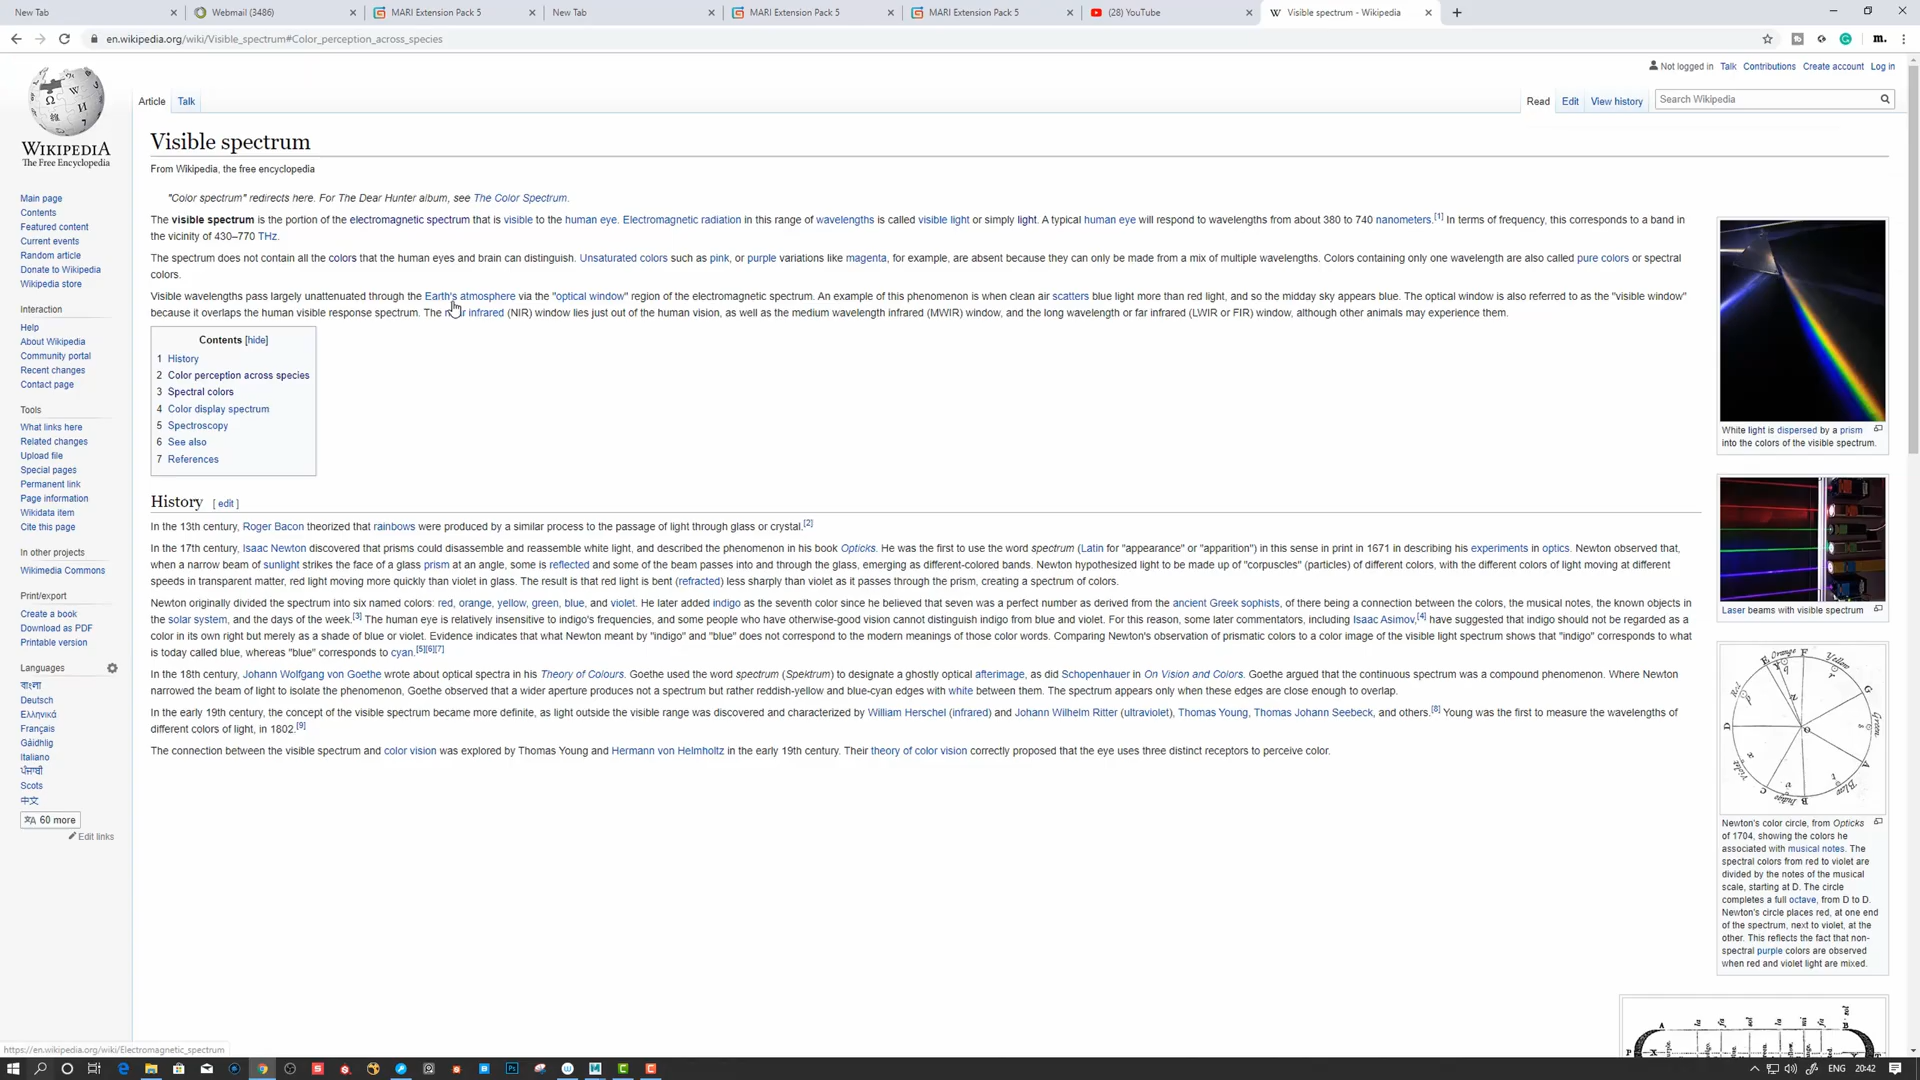 New Tab
Webmail (3486)
MARI Extension Pack 5
New Tab
MARI Extension Pack 5
MARI Extension Pack 5
(28) YouTube
Visible spectrum - Wikipedia
en.wikipedia.org/wiki/Visible_spectrum#Color_perception_across_species
Not logged in Talk Contributions Create account Log in
Article Talk
Read Edit View history
Search Wikipedia
WIKIPEDIA
The Free Encyclopedia
Main page
Contents
Featured content
Current events
Random article
Donate to Wikipedia
Wikipedia store
Interaction
Help
About Wikipedia
Community portal
Recent changes
Contact page
Tools
What links here
Related changes
Upload file
Special pages
Permanent link
Page information
Wikidata item
Cite this page
In other projects
Wikimedia Commons
Print/export
Create a book
Download as PDF
Printable version
Languages
বাংলা
Deutsch
Ελληνικά
Français
Gàidhlig
Italiano
ਪੰਜਾਬੀ
Scots
中文
60 more
Edit links
Visible spectrum
From Wikipedia, the free encyclopedia
"Color spectrum" redirects here. For The Dear Hunter album, see The Color Spectrum.
The visible spectrum is the portion of the electromagnetic spectrum that is visible to the human eye. Electromagnetic radiation in this range of wavelengths is called visible light or simply light. A typical human eye will respond to wavelengths from about 380 to 740 nanometers.[1] In terms of frequency, this corresponds to a band in
the vicinity of 430–770 THz.
The spectrum does not contain all the colors that the human eyes and brain can distinguish. Unsaturated colors such as pink, or purple variations like magenta, for example, are absent because they can only be made from a mix of multiple wavelengths. Colors containing only one wavelength are also called pure colors or spectral
colors.
Visible wavelengths pass largely unattenuated through the Earth's atmosphere via the "optical window" region of the electromagnetic spectrum. An example of this phenomenon is when clean air scatters blue light more than red light, and so the midday sky appears blue. The optical window is also referred to as the "visible window"
because it overlaps the human visible response spectrum. The infrared (NIR) window lies just out of the human vision, as well as the medium wavelength infrared (MWIR) window, and the long wavelength or far infrared (LWIR or FIR) window, although other animals may experience them.
Contents [hide]
1 History
2 Color perception across species
3 Spectral colors
4 Color display spectrum
5 Spectroscopy
6 See also
7 References
History [ edit ]
In the 13th century, Roger Bacon theorized that rainbows were produced by a similar process to the passage of light through glass or crystal.[2]
In the 17th century, Isaac Newton discovered that prisms could disassemble and reassemble white light, and described the phenomenon in his book Opticks. He was the first to use the word spectrum (Latin for "appearance" or "apparition") in this sense in print in 1671 in describing his experiments in optics. Newton observed that,
when a narrow beam of sunlight strikes the face of a glass prism at an angle, some is reflected and some of the beam passes into and through the glass, emerging as different-colored bands. Newton hypothesized light to be made up of "corpuscles" (particles) of different colors, with the different colors of light moving at different
speeds in transparent matter, red light moving more quickly than violet in glass. The result is that red light is bent (refracted) less sharply than violet as it passes through the prism, creating a spectrum of colors.
Newton originally divided the spectrum into six named colors: red, orange, yellow, green, blue, and violet. He later added indigo as the seventh color since he believed that seven was a perfect number as derived from the ancient Greek sophists, of there being a connection between the colors, the musical notes, the known objects in
the solar system, and the days of the week.[3] The human eye is relatively insensitive to indigo's frequencies, and some people who have otherwise-good vision cannot distinguish indigo from blue and violet. For this reason, some later commentators, including Isaac Asimov,[4] have suggested that indigo should not be regarded as a
color in its own right but merely as a shade of blue or violet. Evidence indicates that what Newton meant by "indigo" and "blue" does not correspond to the modern meanings of those color words. Comparing Newton's observation of prismatic colors to a color image of the visible light spectrum shows that "indigo" corresponds to what
is today called blue, whereas "blue" corresponds to cyan.[5][6][7]
In the 18th century, Johann Wolfgang von Goethe wrote about optical spectra in his Theory of Colours. Goethe used the word spectrum (Spektrum) to designate a ghostly optical afterimage, as did Schopenhauer in On Vision and Colors. Goethe argued that the continuous spectrum was a compound phenomenon. Where Newton
narrowed the beam of light to isolate the phenomenon, Goethe observed that a wider aperture produces not a spectrum but rather reddish-yellow and blue-cyan edges with white between them. The spectrum appears only when these edges are close enough to overlap.
In the early 19th century, the concept of the visible spectrum became more definite, as light outside the visible range was discovered and characterized by William Herschel (infrared) and Johann Wilhelm Ritter (ultraviolet), Thomas Young, Thomas Johann Seebeck, and others.[8] Young was the first to measure the wavelengths of
different colors of light, in 1802.[9]
The connection between the visible spectrum and color vision was explored by Thomas Young and Hermann von Helmholtz in the early 19th century. Their theory of color vision correctly proposed that the eye uses three distinct receptors to perceive color.
White light is dispersed by a prism
into the colors of the visible spectrum.
Laser beams with visible spectrum
Orange
Yellow
Green
Blew
Indigo
Violet
Red
Newton's color circle, from Opticks
of 1704, showing the colors he
associated with musical notes. The
spectral colors from red to violet are
divided by the notes of the musical
scale, starting at D. The circle
completes a full octave, from D to D.
Newton's circle places red, at one end
of the spectrum, next to violet, at the
other. This reflects the fact that non-
spectral purple colors are observed
when red and violet light are mixed.
https://en.wikipedia.org/wiki/Electromagnetic_spectrum
ENG 20:42